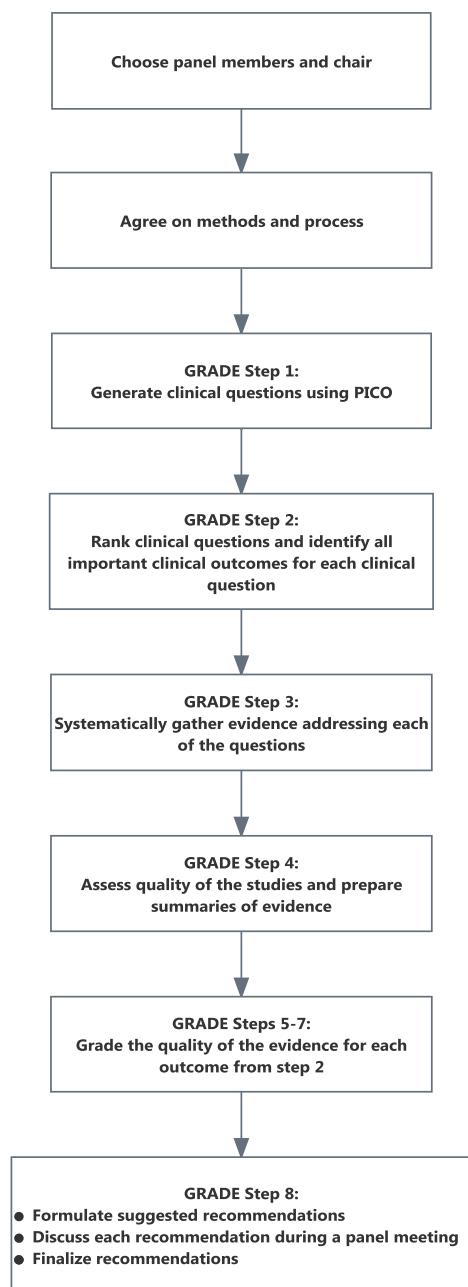 Choose panel members and chair
Agree on methods and process
GRADE Step 1:
Generate clinical questions using PICO
GRADE Step 2:
Rank clinical questions and identify all
important clinical outcomes for each clinical
question
GRADE Step 3:
Systematically gather evidence addressing each
of the questions
GRADE Step 4:
Assess quality of the studies and prepare
summaries of evidence
GRADE Steps 5-7:
Grade the quality of the evidence for each
outcome from step 2
GRADE Step 8:
● Formulate suggested recommendations
● Discuss each recommendation during a panel meeting
● Finalize recommendations